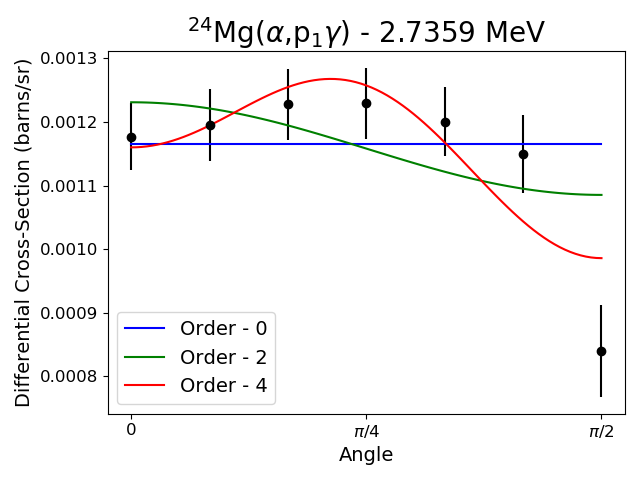 ²⁴Mg(α,p₁γ) - 2.7359 MeV
Differential Cross-Section (barns/sr)
0.0013
0.0012
0.0011
0.0010
0.0009
0.0008
Order - 0
Order - 2
Order - 4
0
π/4
π/2
Angle